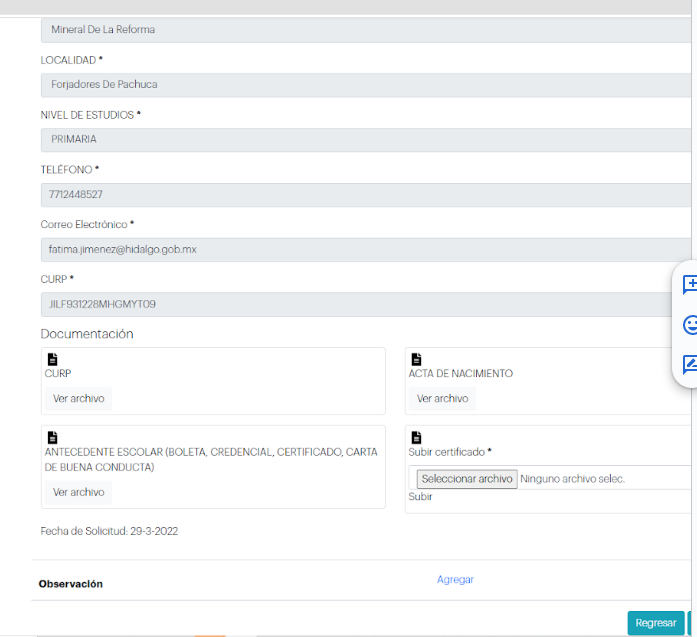 Mineral De La Reforma
LOCALIDAD *
Forjadores De Pachuca
NIVEL DE ESTUDIOS *
PRIMARIA
TELÉFONO *
7712448527
Correo Electrónico *
fatima.jimenez@hidalgo.gob.mx
CURP *
JILF931228MHGMYT09
Documentación
CURP
Ver archivo
ACTA DE NACIMIENTO
Ver archivo
ANTECEDENTE ESCOLAR (BOLETA, CREDENCIAL, CERTIFICADO, CARTA
DE BUENA CONDUCTA)
Ver archivo
Subir certificado *
Seleccionar archivo Ninguno archivo selec.
Subir
Fecha de Solicitud: 29-3-2022
Observación
Agregar
Regresar